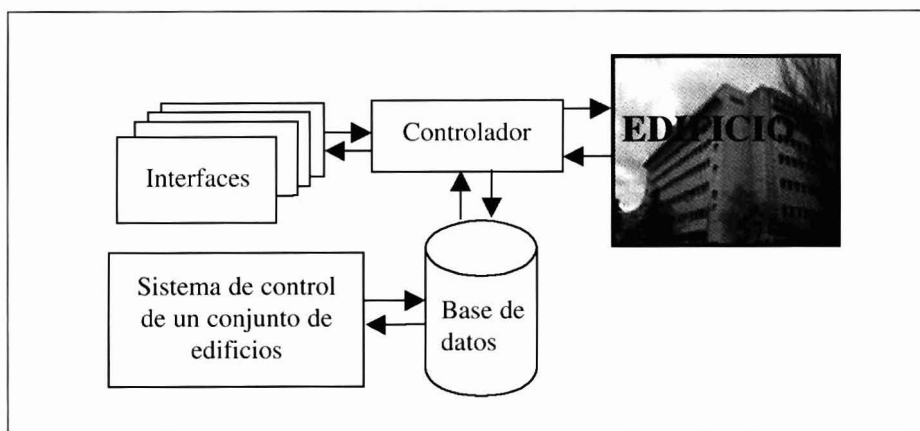 Controlador
EDIFICIO
Interfaces
Sistema de control
de un conjunto de
edificios
Base de
datos